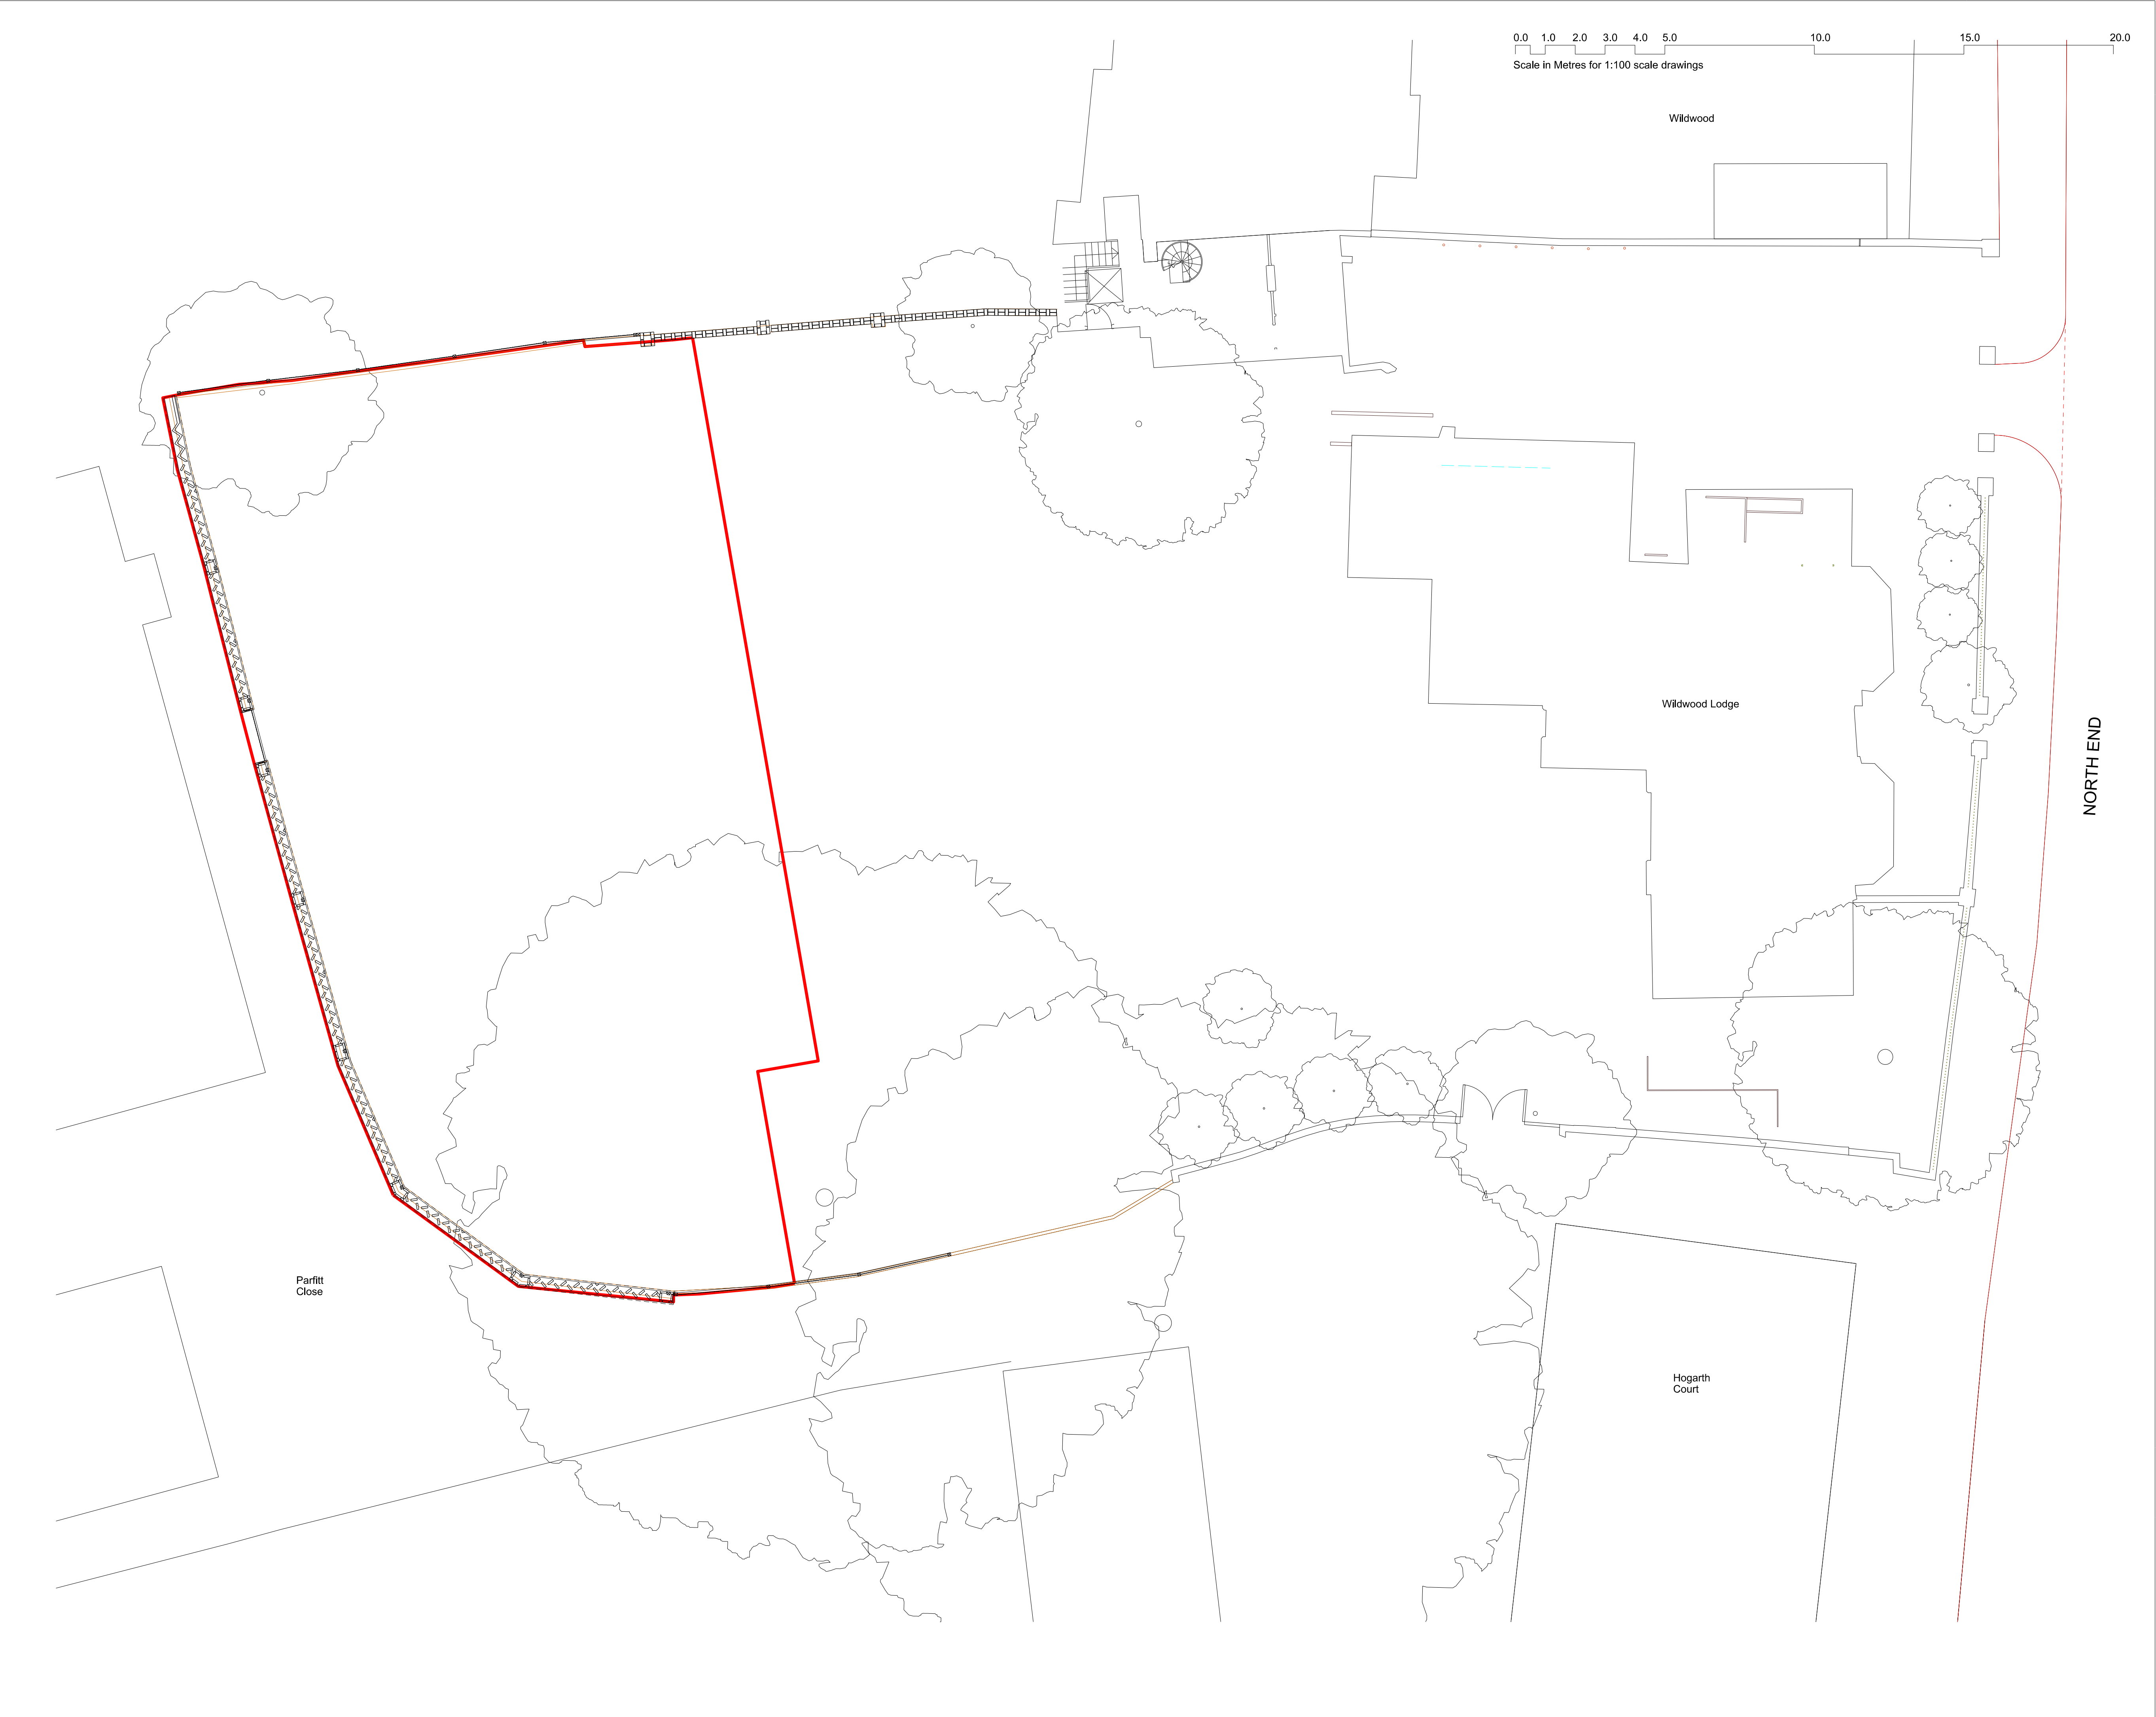 0.0 1.0 2.0 3.0 4.0 5.0 10.0 15.0 20.0
Scale in Metres for 1:100 scale drawings
Wildwood
Wildwood Lodge
NORTH END
Parfitt
Close
Hogarth
Court